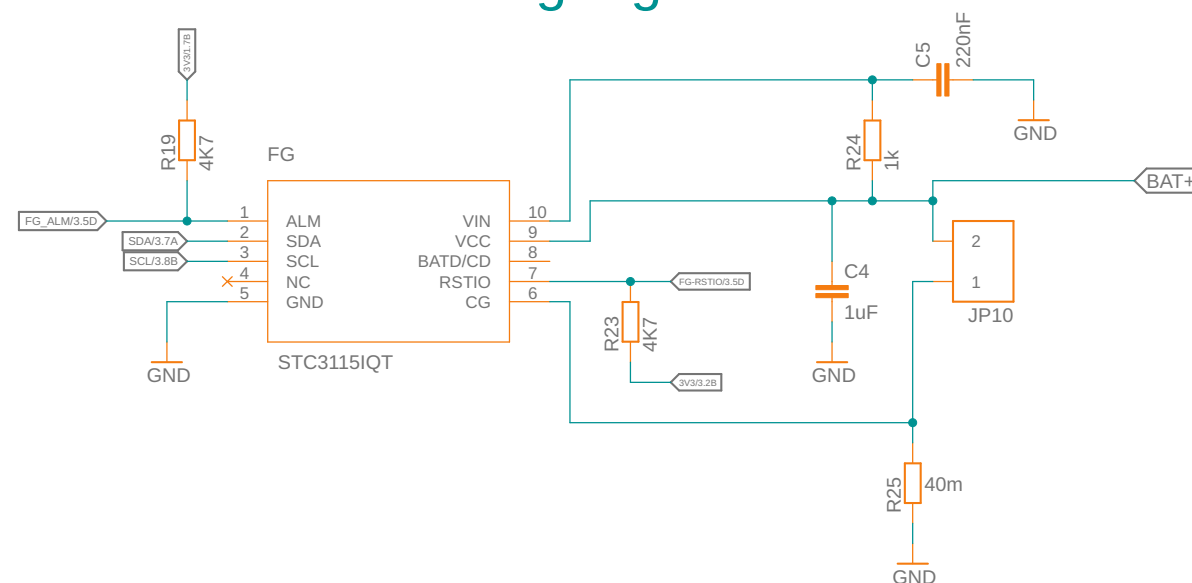 3V3/1.7B
R19
4K7
FG
FG_ALM/3.5D
SDA/3.7A
SCL/3.8B
1
2
3
4
5
ALM
SDA
SCL
NC
GND
VIN
VCC
BATD/CD
RSTIO
CG
10
9
8
7
6
STC3115IQT
GND
C5
220nF
GND
R24
1k
BAT+
FG-RSTIO/3.5D
R23
4K7
3V3/3.2B
C4
1uF
GND
2
1
JP10
R25
40m
GND